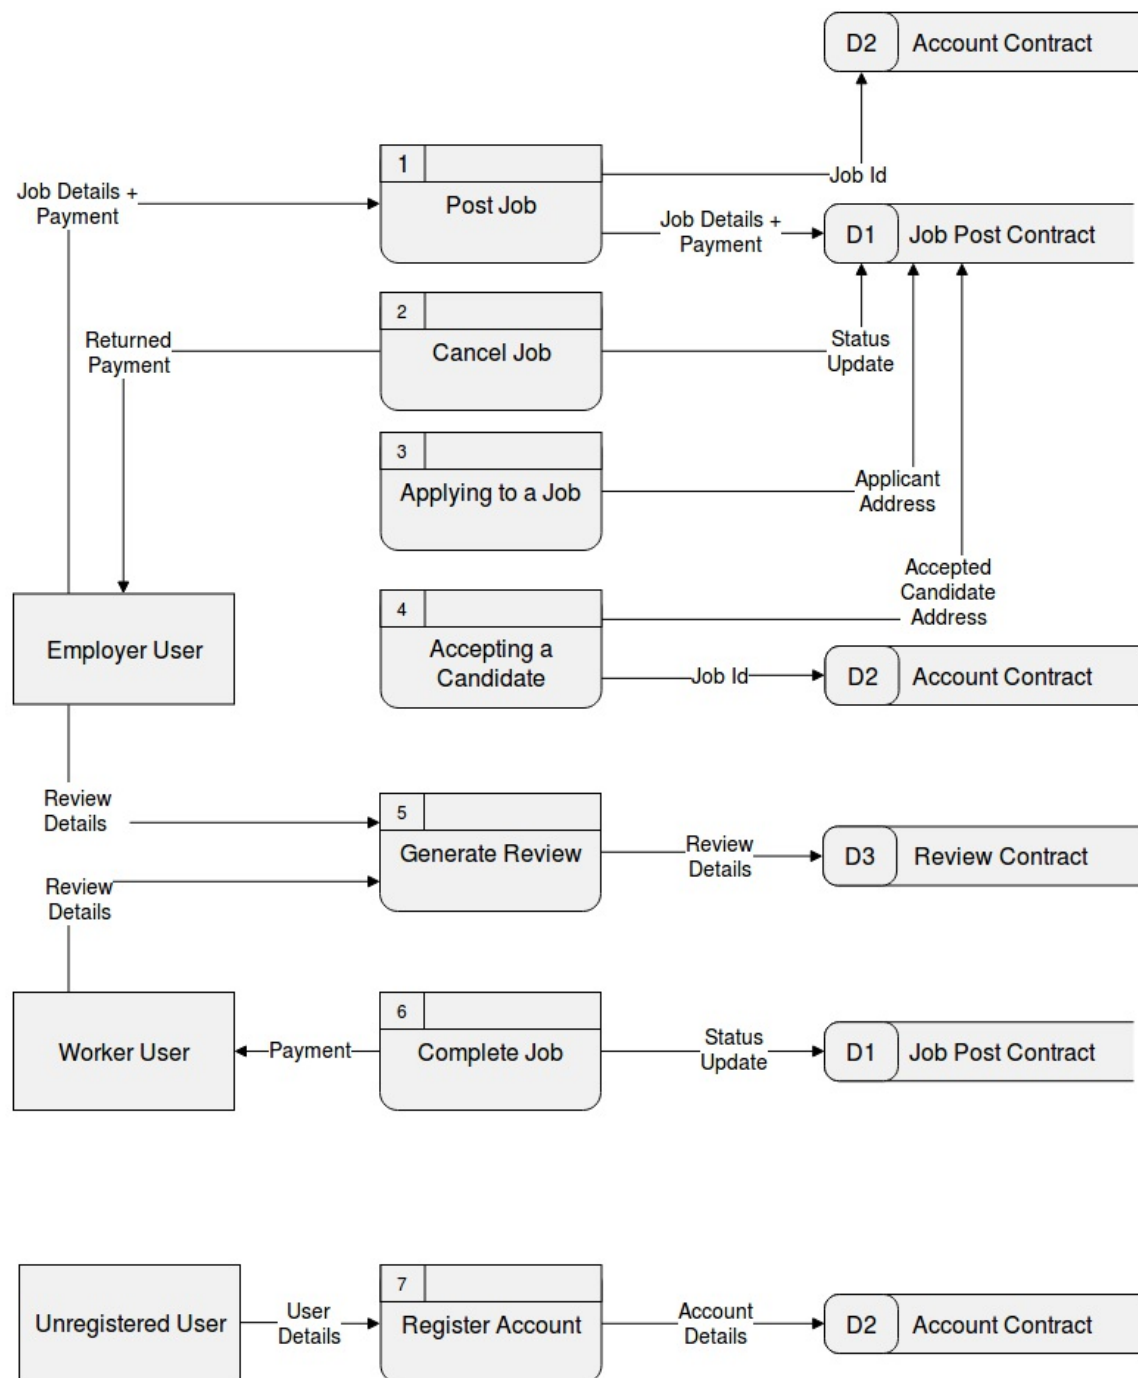 D2 Account Contract
1
Job Id
Job Details +
Payment
Post Job
Job Details +
Payment
D1 Job Post Contract
2
Returned
Payment
Cancel Job
Status
Update
3
Applying to a Job
Applicant
Address
Accepted
Candidate
Address
4
Employer User
Accepting a
Candidate
Job Id
D2 Account Contract
Review
Details
5
Generate Review
Review
Details
D3 Review Contract
Review
Details
6
Worker User
Payment
Complete Job
Status
Update
D1 Job Post Contract
7
Unregistered User
User
Details
Register Account
Account
Details
D2 Account Contract